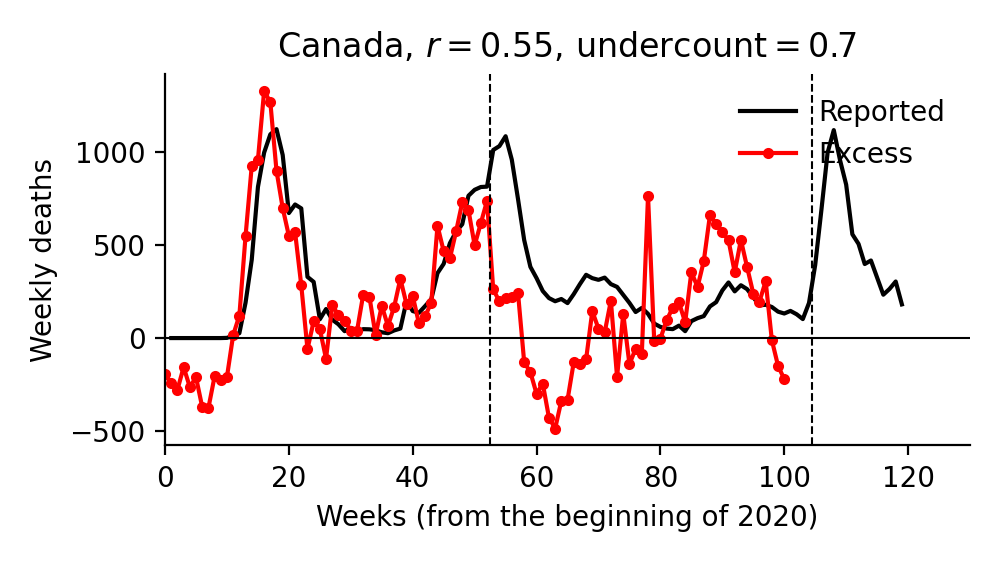 Canada, r = 0.55, undercount = 0.7
Reported
Excess
Weekly deaths
1000
500
0
−500
0 20 40 60 80 100 120
Weeks (from the beginning of 2020)